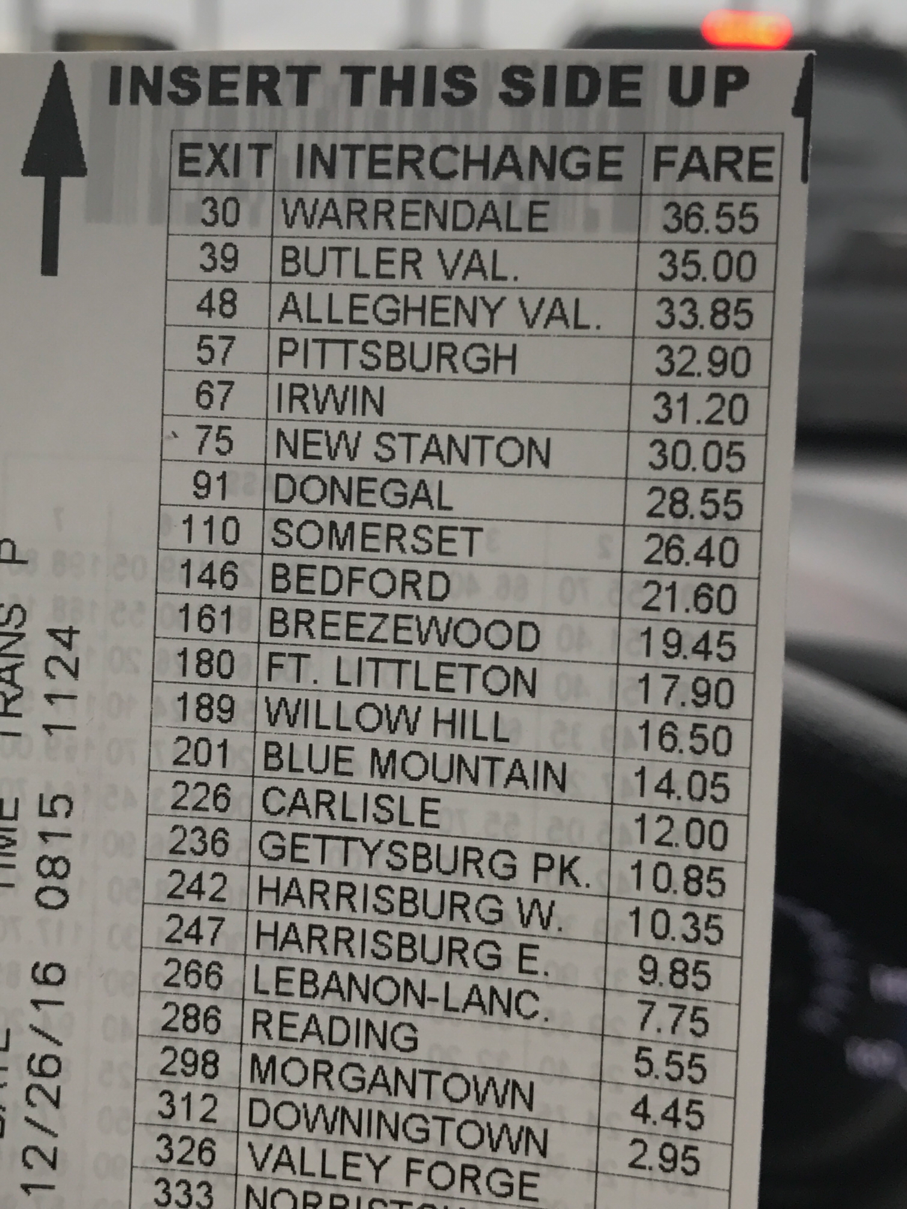 INSERT THIS SIDE UP
EXIT INTERCHANGE FARE
30 WARRENDALE 36.55
39 BUTLER VAL. 35.00
48 ALLEGHENY VAL. 33.85
57 PITTSBURGH 32.90
67 IRWIN 31.20
75 NEW STANTON 30.05
91 DONEGAL 28.55
110 SOMERSET 26.40
146 BEDFORD 21.60
161 BREEZEWOOD 19.45
180 FT. LITTLETON 17.90
189 WILLOW HILL 16.50
201 BLUE MOUNTAIN 14.05
226 CARLISLE 12.00
236 GETTYSBURG PK. 10.85
242 HARRISBURG W. 10.35
247 HARRISBURG E. 9.85
266 LEBANON-LANC. 7.75
286 READING 5.55
298 MORGANTOWN 4.45
312 DOWNINGTOWN 2.95
326 VALLEY FORGE
333
TIME TRANS P
12/26/16 0815 1124